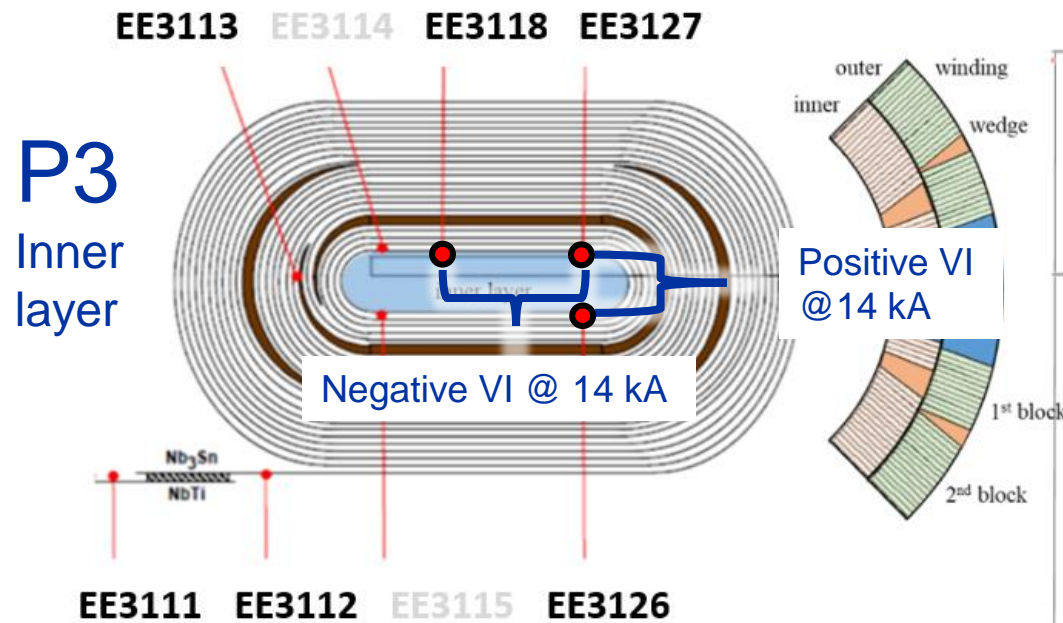 EE3113 EE3114 EE3118 EE3127
outer winding
inner
wedge
P3
Inner
layer
Positive VI
@14 kA
inner layer
Negative VI @ 14 kA
1st block
Nb3Sn
NbTi
2nd block
EE3111 EE3112 EE3115 EE3126